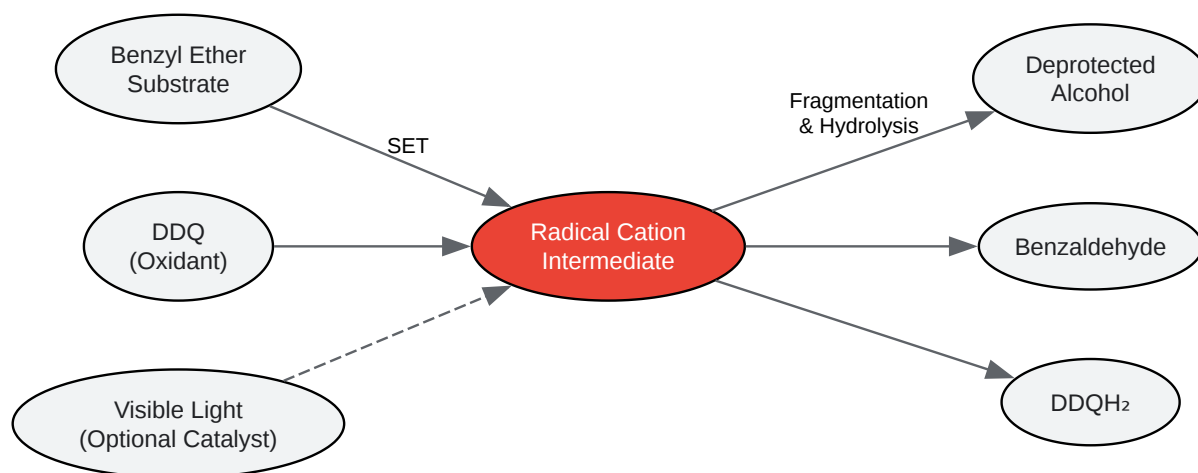 Benzyl Ether
Substrate
SET
DDQ
(Oxidant)
Visible Light
(Optional Catalyst)
Radical Cation
Intermediate
Fragmentation
& Hydrolysis
Deprotected
Alcohol
Benzaldehyde
DDQH₂